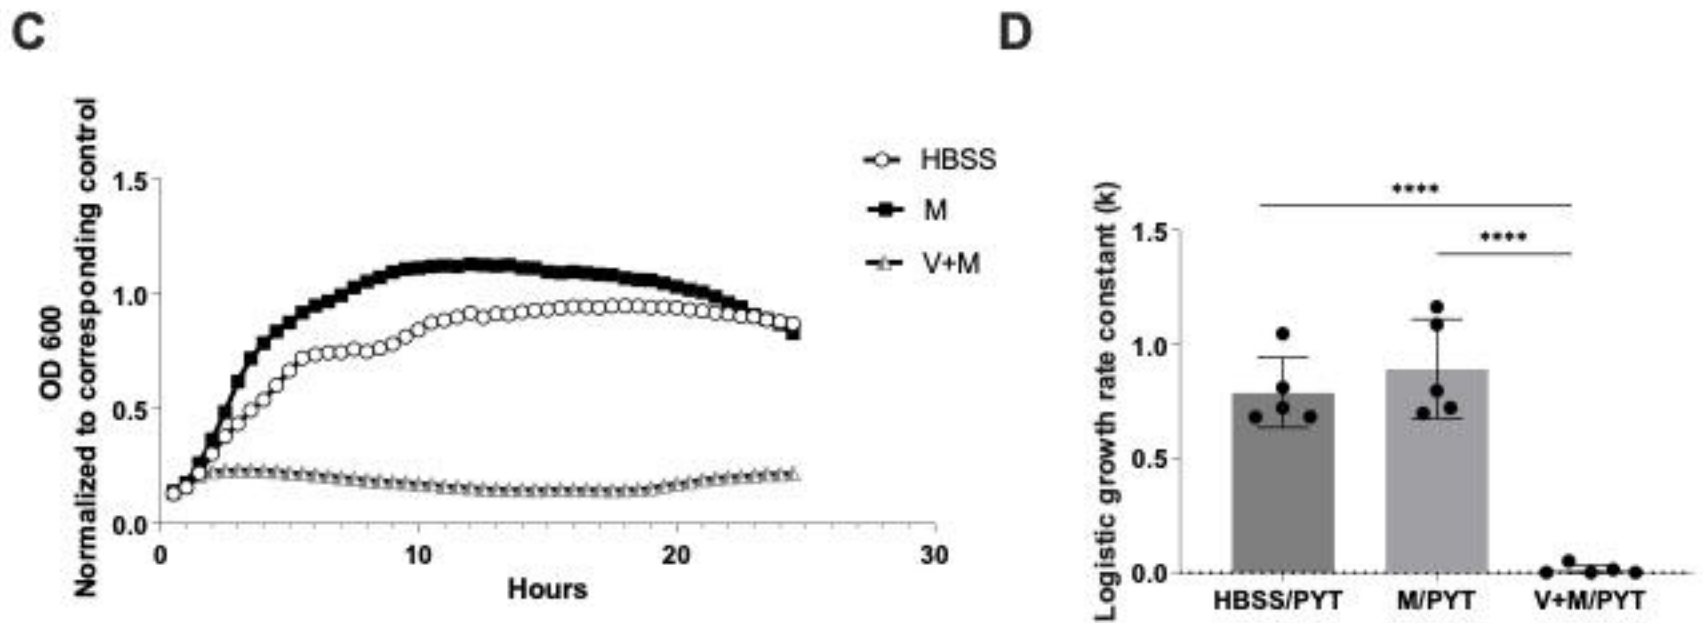 C
OD 600
Normalized to corresponding control
1.5
1.0
0.5
0.0
0
10
20
30
Hours
HBSS
M
V+M
D
Logistic growth rate constant (k)
1.5
1.0
0.5
0.0
****
****
HBSS/PYT
M/PYT
V+M/PYT